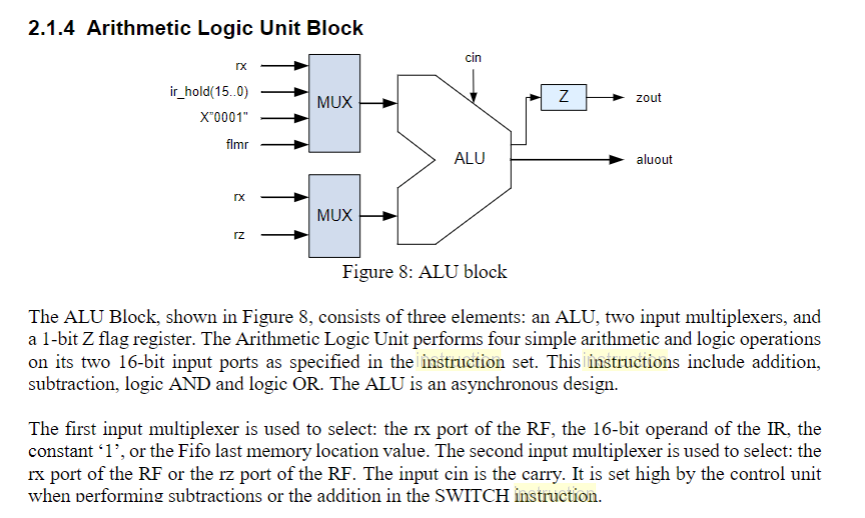 2.1.4 Arithmetic Logic Unit Block
rx
ir_hold(15..0)
X"0001"
flmr
MUX
rx
rz
MUX
cin
ALU
Z
zout
aluout
Figure 8: ALU block
The ALU Block, shown in Figure 8, consists of three elements: an ALU, two input multiplexers, and
a 1-bit Z flag register. The Arithmetic Logic Unit performs four simple arithmetic and logic operations
on its two 16-bit input ports as specified in the instruction set. This instructions include addition,
subtraction, logic AND and logic OR. The ALU is an asynchronous design.
The first input multiplexer is used to select: the rx port of the RF, the 16-bit operand of the IR, the
constant ‘1’, or the Fifo last memory location value. The second input multiplexer is used to select: the
rx port of the RF or the rz port of the RF. The input cin is the carry. It is set high by the control unit
when performing subtractions or the addition in the SWITCH instruction.